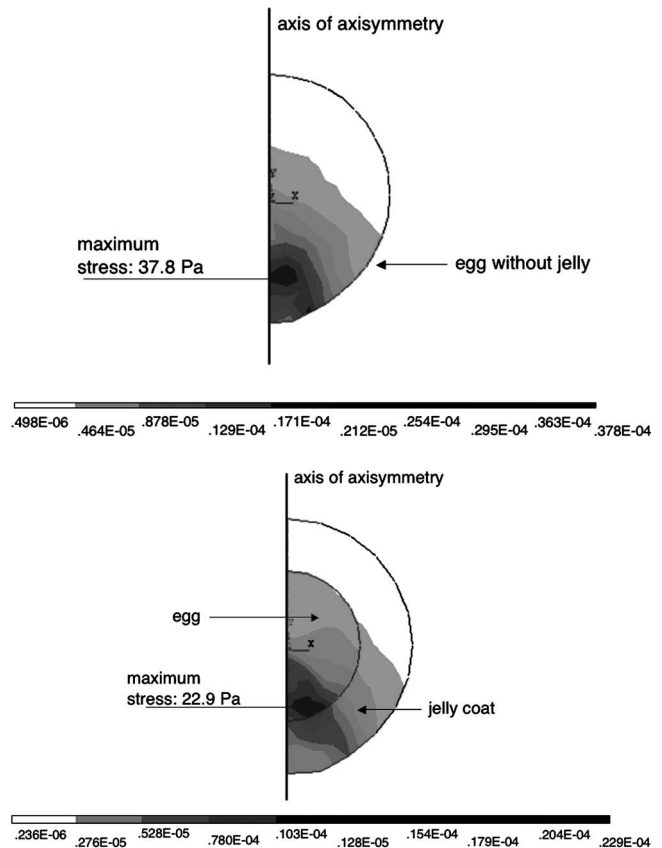 axis of axisymmetry
Y
Z X
maximum
stress: 37.8 Pa
egg without jelly
.498E-06 .878E-05 .171E-04 .254E-04 .363E-04
.464E-05 .129E-04 .212E-05 .295E-04 .378E-04
axis of axisymmetry
egg
x
maximum
stress: 22.9 Pa
jelly coat
.236E-06 .528E-05 .103E-04 .154E-04 .204E-04
.276E-05 .780E-04 .128E-05 .179E-04 .229E-04